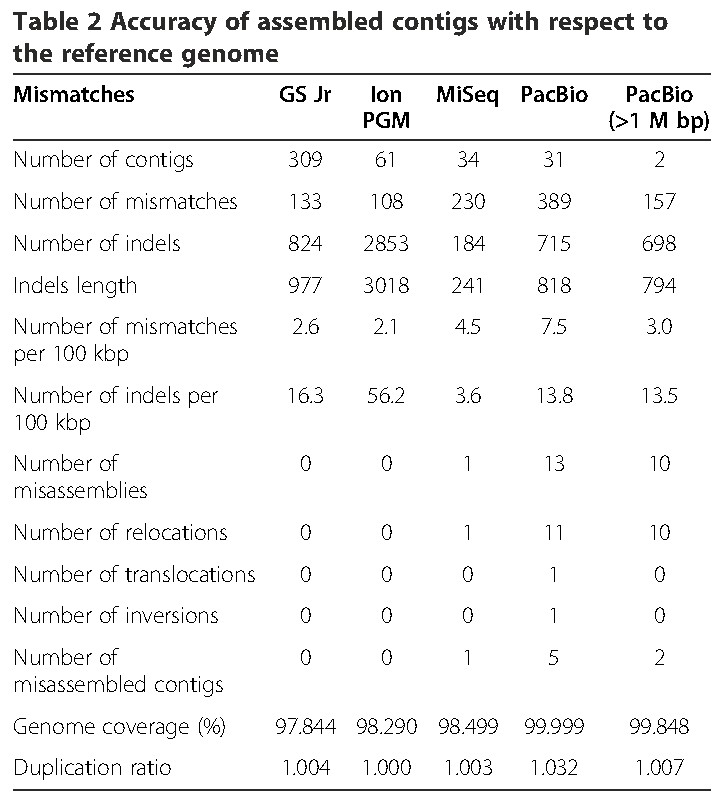 Table 2 Accuracy of assembled contigs with respect to
the reference genome
Mismatches GS Jr Ion PGM MiSeq PacBio PacBio (>1 M bp)
Number of contigs 309 61 34 31 2
Number of mismatches 133 108 230 389 157
Number of indels 824 2853 184 715 698
Indels length 977 3018 241 818 794
Number of mismatches 2.6 2.1 4.5 7.5 3.0
per 100 kbp
Number of indels per 16.3 56.2 3.6 13.8 13.5
100 kbp
Number of 0 0 1 13 10
misassemblies
Number of relocations 0 0 1 11 10
Number of translocations 0 0 0 1 0
Number of inversions 0 0 0 1 0
Number of 0 0 1 5 2
misassembled contigs
Genome coverage (%) 97.844 98.290 98.499 99.999 99.848
Duplication ratio 1.004 1.000 1.003 1.032 1.007